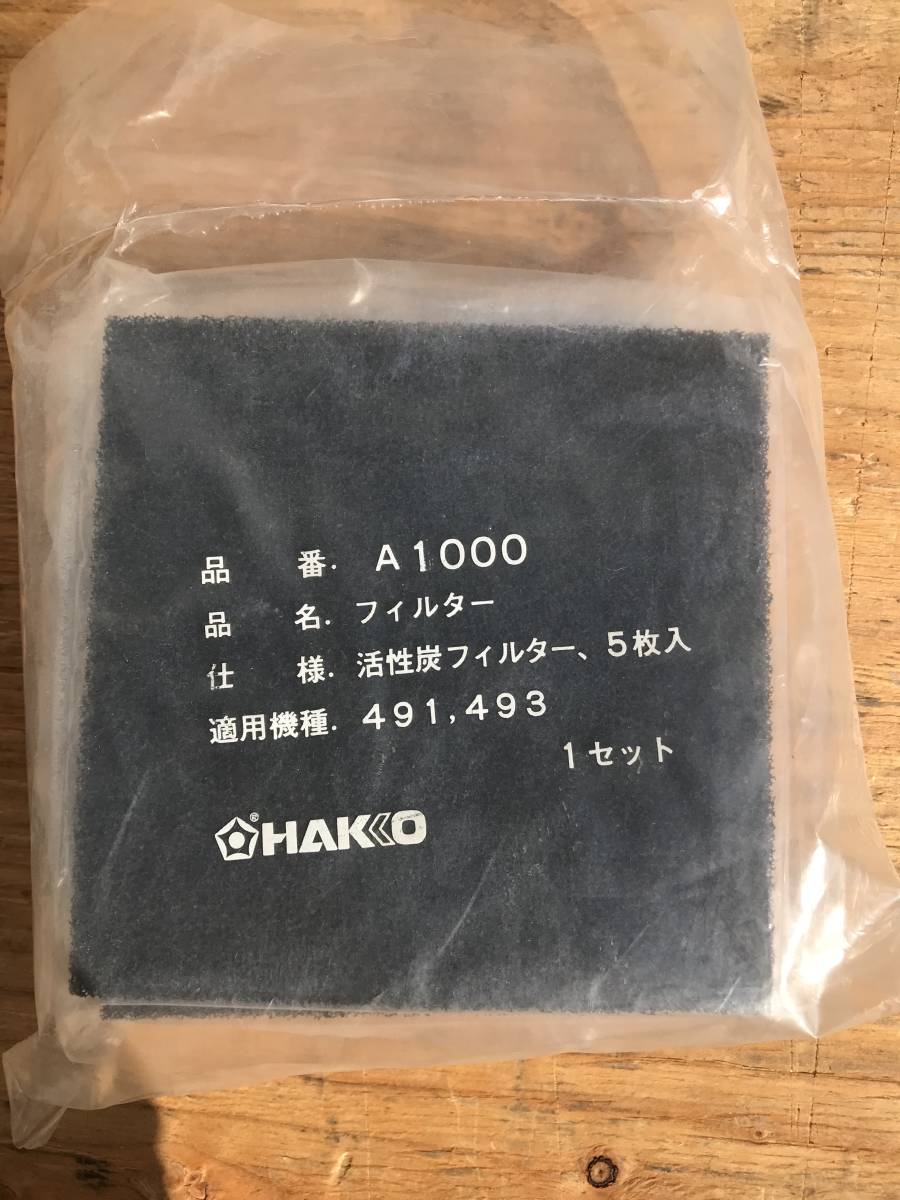 品　　番. A1000
品　　名. フィルター
仕　　様. 活性炭フィルター、5枚入
適用機種. 491,493
1セット
®HAKKO